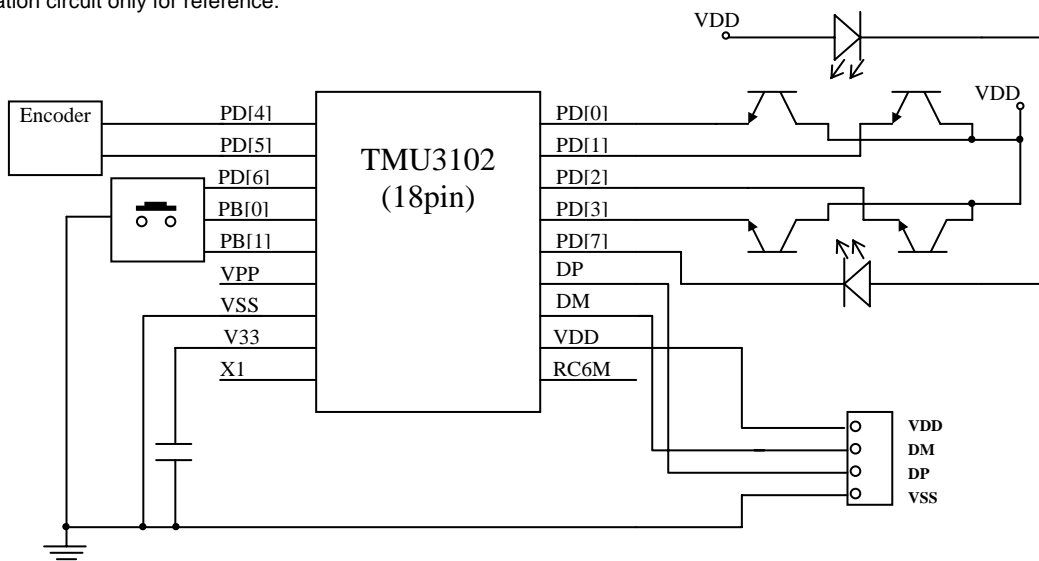 ation circuit only for reference.
VDD
VDD
Encoder
PD[4]
PD[5]
PD[6]
PB[0]
PB[1]
VPP
VSS
V33
X1
TMU3102
(18pin)
PD[0]
PD[1]
PD[2]
PD[3]
PD[7]
DP
DM
VDD
RC6M
VDD
DM
DP
VSS